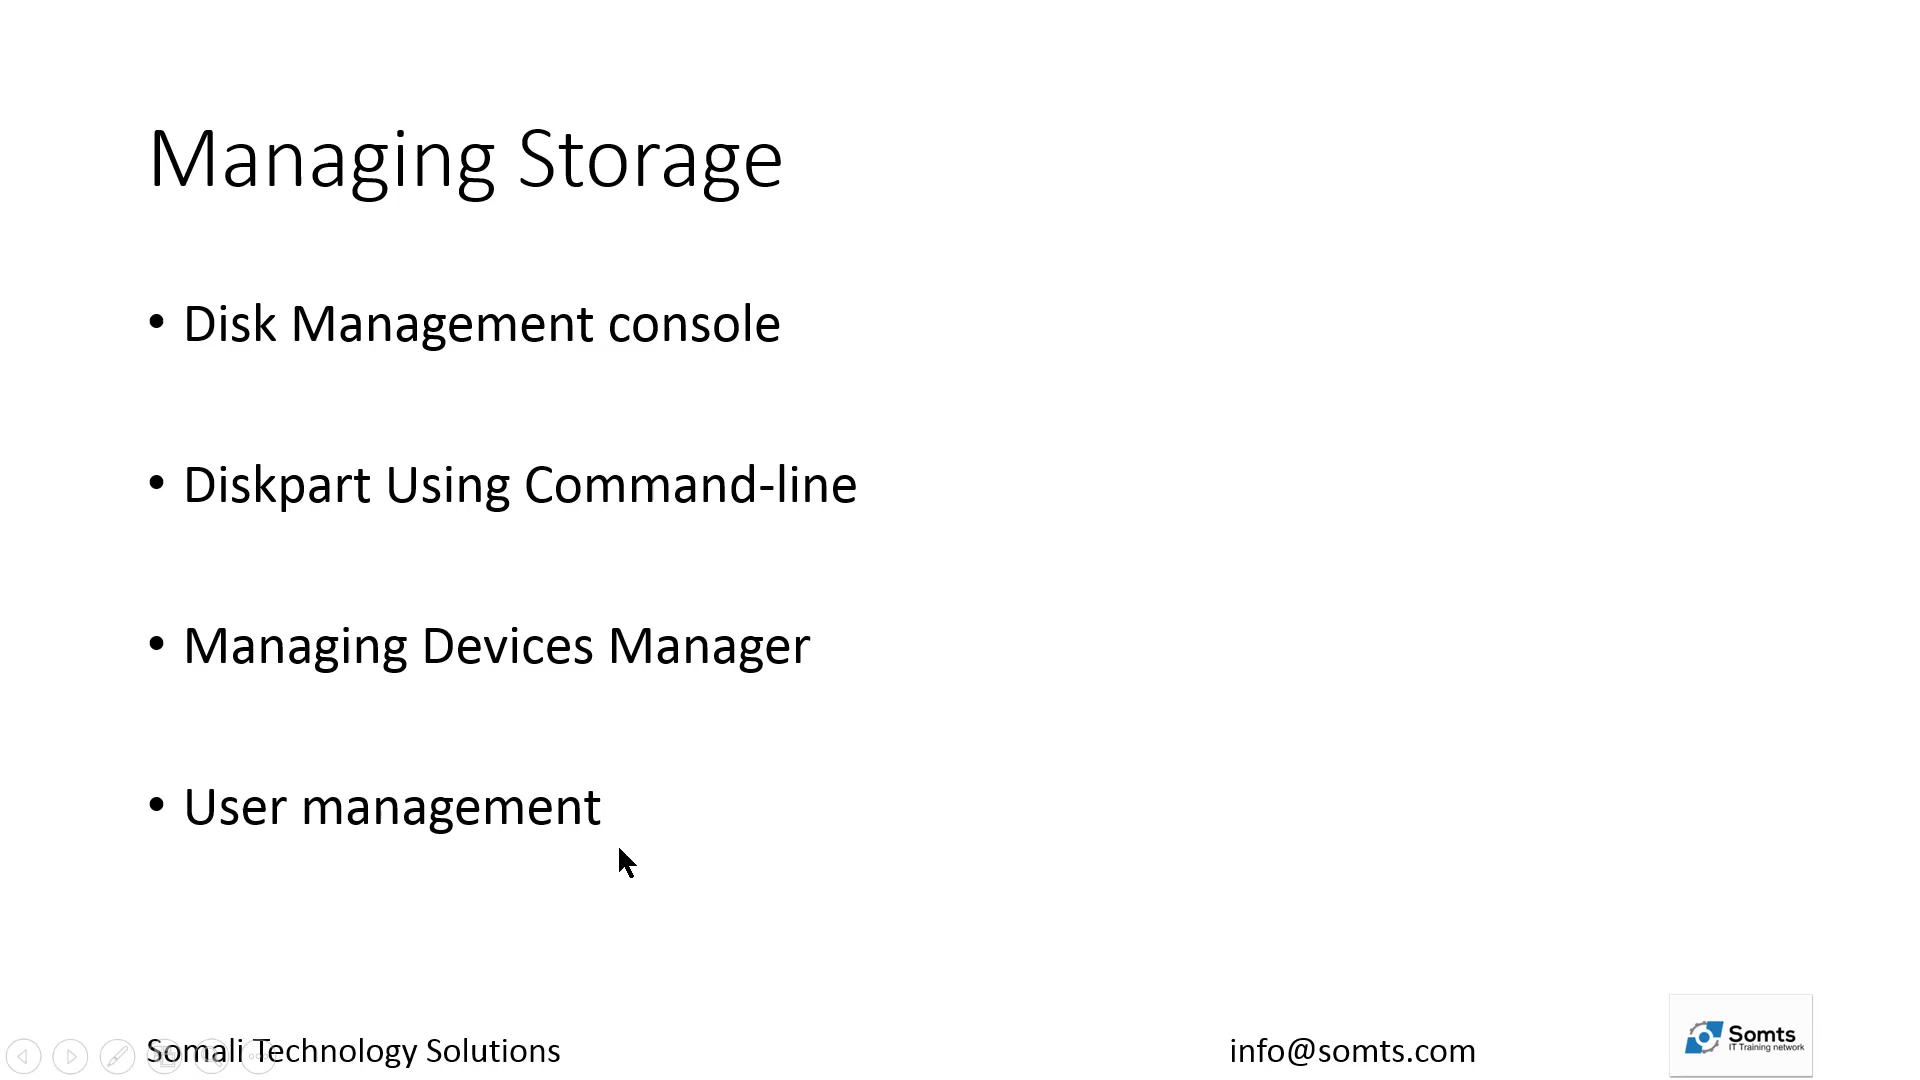 Managing Storage
• Disk Management console
• Diskpart Using Command-line
• Managing Devices Manager
• User management
Somali Technology Solutions
info@somts.com
Somts
IT Training network